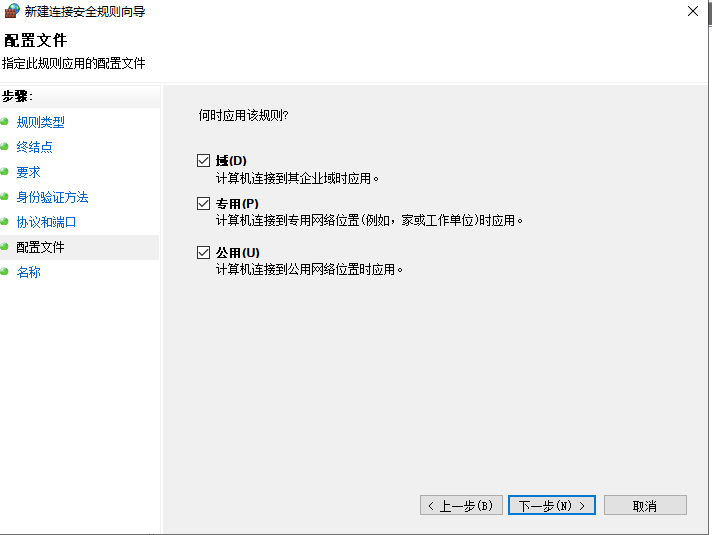 新建连接安全规则向导
配置文件
指定此规则应用的配置文件
步骤:
规则类型
终结点
要求
身份验证方法
协议和端口
配置文件
名称
何时应用该规则?
域(D)
计算机连接到其企业域时应用。
专用(P)
计算机连接到专用网络位置(例如，家或工作单位)时应用。
公用(U)
计算机连接到公用网络位置时应用。
< 上一步(B)
下一步(N) >
取消